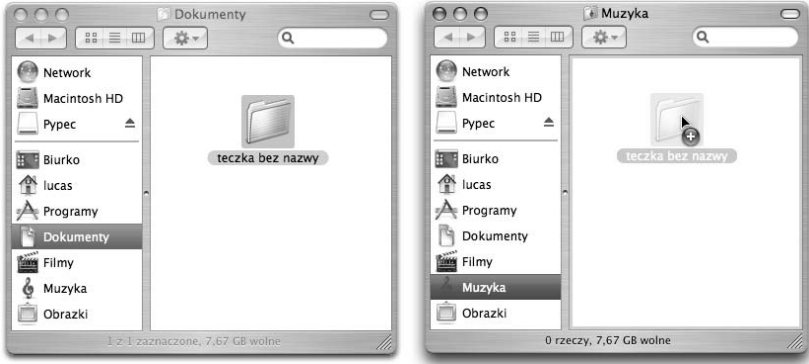 Dokumenty
Network
Macintosh HD
Pypec
Biurko
lucas
Programy
Dokumenty
Filmy
Muzyka
Obrazki
teczka bez nazwy
1 z 1 zaznaczone, 7,67 GB wolne
Muzyka
Network
Macintosh HD
Pypec
Biurko
lucas
Programy
Dokumenty
Filmy
Muzyka
Obrazki
teczka bez nazwy
0 rzeczy, 7,67 GB wolne